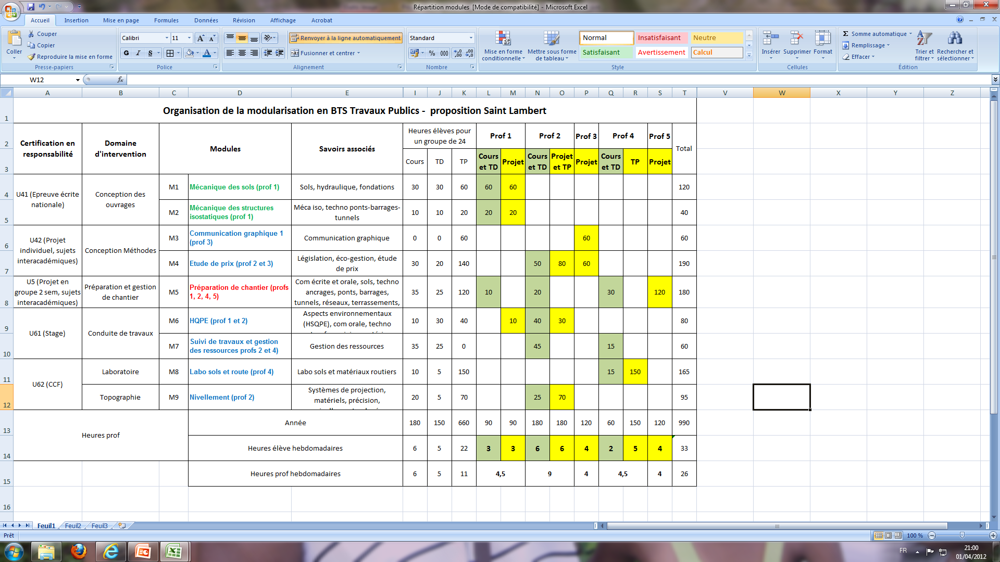 Répartition modules [Mode de compatibilité] - Microsoft Excel
Accueil Insertion Mise en page Formules Données Révision Affichage Acrobat
Coller
Couper
Copier
Reproduire la mise en forme
Presse-papiers
Calibri 11
G I S
Police
Renvoyer à la ligne automatiquement
Fusionner et centrer
Alignement
Standard
% 000
Nombre
Mise en forme conditionnelle
Mettre sous forme de tableau
Normal Insatisfaisant Neutre
Satisfaisant Avertissement Calcul
Style
Insérer Supprimer Format
Cellules
Σ Somme automatique
Remplissage
Effacer
Trier et filtrer
Rechercher et sélectionner
Édition
W12 fx
A B C D E I J K L M N O P Q R S T V W X Y Z
1 Organisation de la modularisation en BTS Travaux Publics - proposition Saint Lambert
2 Certification en responsabilité Domaine d'intervention Modules Savoirs associés Heures élèves pour un groupe de 24 Prof 1 Prof 2 Prof 3 Prof 4 Prof 5 Total
3 Cours TD TP Cours et TD Projet Cours et TD Projet et TP Projet Cours et TD TP Projet
4 U41 (Epreuve écrite nationale) Conception des ouvrages M1 Mécanique des sols (prof 1) Sols, hydraulique, fondations 30 30 60 60 60 120
5 M2 Mécanique des structures isostatiques (prof 1) Méca iso, techno ponts-barrages-tunnels 10 10 20 20 20 40
6 U42 (Projet individuel, sujets interacadémiques) Conception Méthodes M3 Communication graphique 1 (prof 3) Communication graphique 0 0 60 60 60
7 M4 Etude de prix (prof 2 et 3) Législation, éco-gestion, étude de prix 30 20 140 50 80 60 190
8 U5 (Projet en groupe 2 sem, sujets interacadémiques) Préparation et gestion de chantier M5 Préparation de chantier (profs 1, 2, 4, 5) Com écrite et orale, sols, techno ancrages, ponts, barrages, tunnels, réseaux, terrassements, 35 25 120 10 20 30 120 180
9 U61 (Stage) Conduite de travaux M6 HQPE (prof 1 et 2) Aspects environnementaux (HSQPE), com orale, techno 10 30 40 10 40 30 80
10 M7 Suivi de travaux et gestion des ressources profs 2 et 4) Gestion des ressources 35 25 0 45 15 60
11 U62 (CCF) Laboratoire M8 Labo sols et route (prof 4) Labo sols et matériaux routiers 10 5 150 15 150 165
12 Topographie M9 Nivellement (prof 2) Systèmes de projection, matériels, précision, 20 5 70 25 70 95
13 Heures prof Année 180 150 660 90 90 180 180 120 60 150 120 990
14 Heures élève hebdomadaires 6 5 22 3 3 6 6 4 2 5 4 33
15 Heures prof hebdomadaires 6 5 11 4,5 9 4 4,5 4 26
16
Feuil1 Feuil2 Feuil3
Prêt 100 %
FR 21:00
01/04/2012